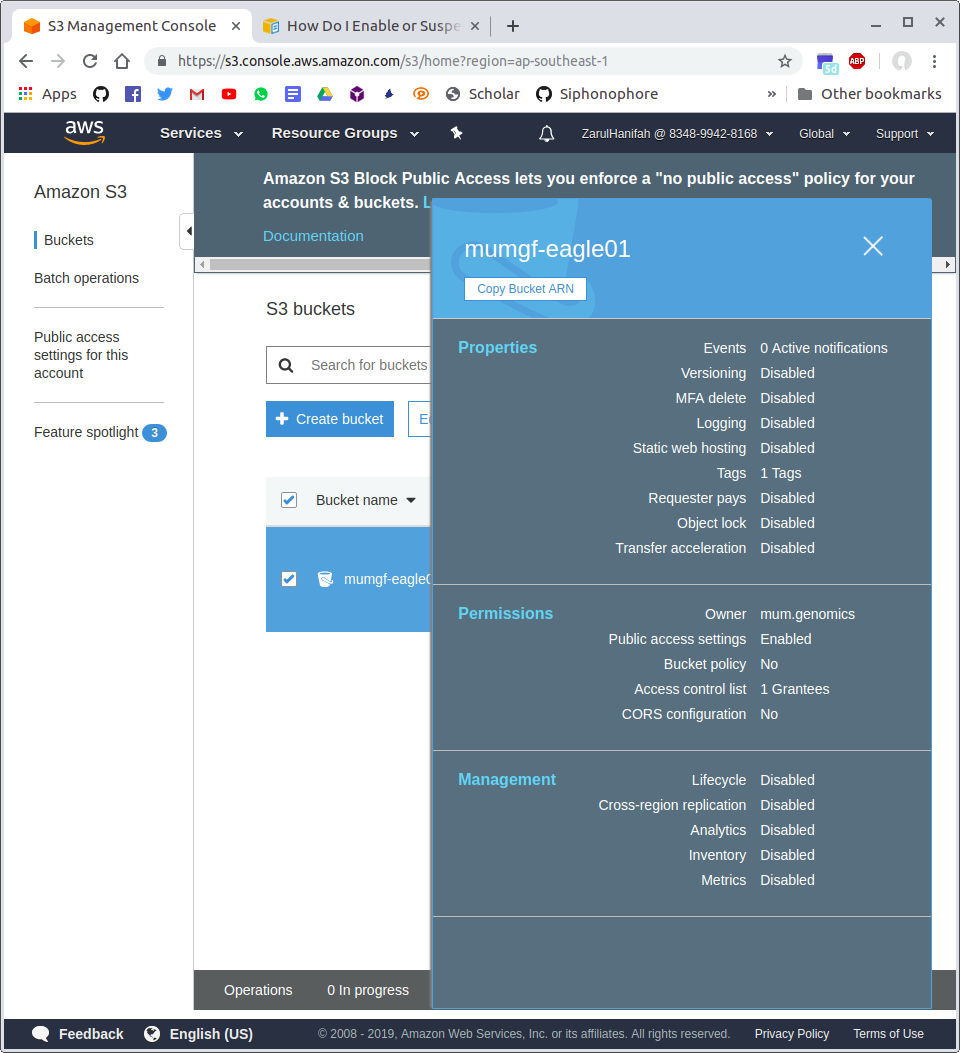 S3 Management Console
How Do I Enable or Suspe
https://s3.console.aws.amazon.com/s3/home?region=ap-southeast-1
5d
ABP
Apps
Scholar
Siphonophore
»
Other bookmarks
aws
Services
Resource Groups
ZarulHanifah @ 8348-9942-8168
Global
Support
Amazon S3
Buckets
Batch operations
Public access
settings for this
account
Feature spotlight 3
Amazon S3 Block Public Access lets you enforce a "no public access" policy for your
accounts & buckets. L
Documentation
S3 buckets
Search for buckets
+ Create bucket
Bucket name
mumgf-eagle0
mumgf-eagle01
Copy Bucket ARN
Properties
Events 0 Active notifications
Versioning Disabled
MFA delete Disabled
Logging Disabled
Static web hosting Disabled
Tags 1 Tags
Requester pays Disabled
Object lock Disabled
Transfer acceleration Disabled
Permissions
Owner mum.genomics
Public access settings Enabled
Bucket policy No
Access control list 1 Grantees
CORS configuration No
Management
Lifecycle Disabled
Cross-region replication Disabled
Analytics Disabled
Inventory Disabled
Metrics Disabled
Operations 0 In progress
Feedback English (US) © 2008 - 2019, Amazon Web Services, Inc. or its affiliates. All rights reserved. Privacy Policy Terms of Use